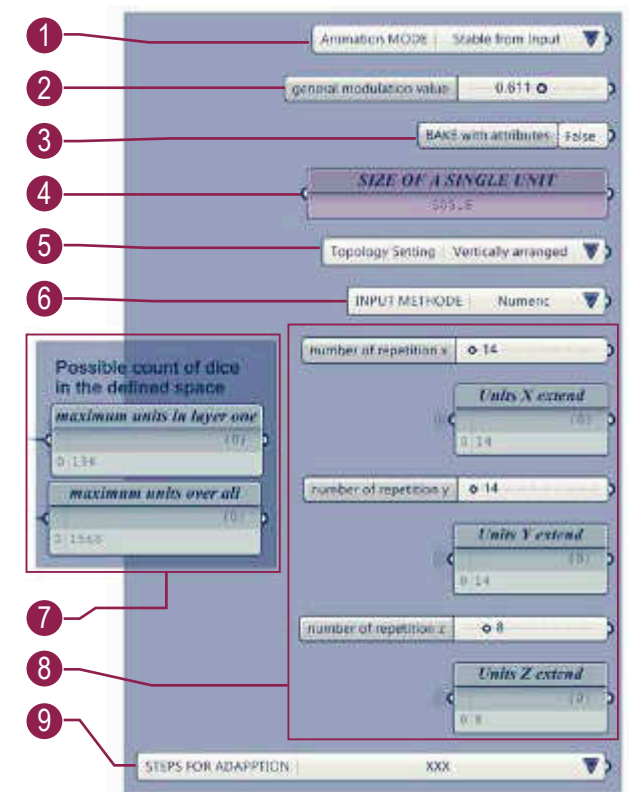 1
Animation MODE Stable from Input
2
general modulation value 0.611
3
BAKE with attributes False
4
SIZE OF A SINGLE UNIT
5
Topology Setting Vertically arranged
6
INPUT METHODE Numeric
Possible count of dice
in the defined space
maximum units in layer one
{0}
maximum units over all
{0}
7
number of repetition x 14
Units X extend
{0}
0 14
number of repetition y 14
Units Y extend
{0}
0 14
number of repetition z 8
Units Z extend
{0}
0 8
8
9
STEPS FOR ADAPPTION XXX